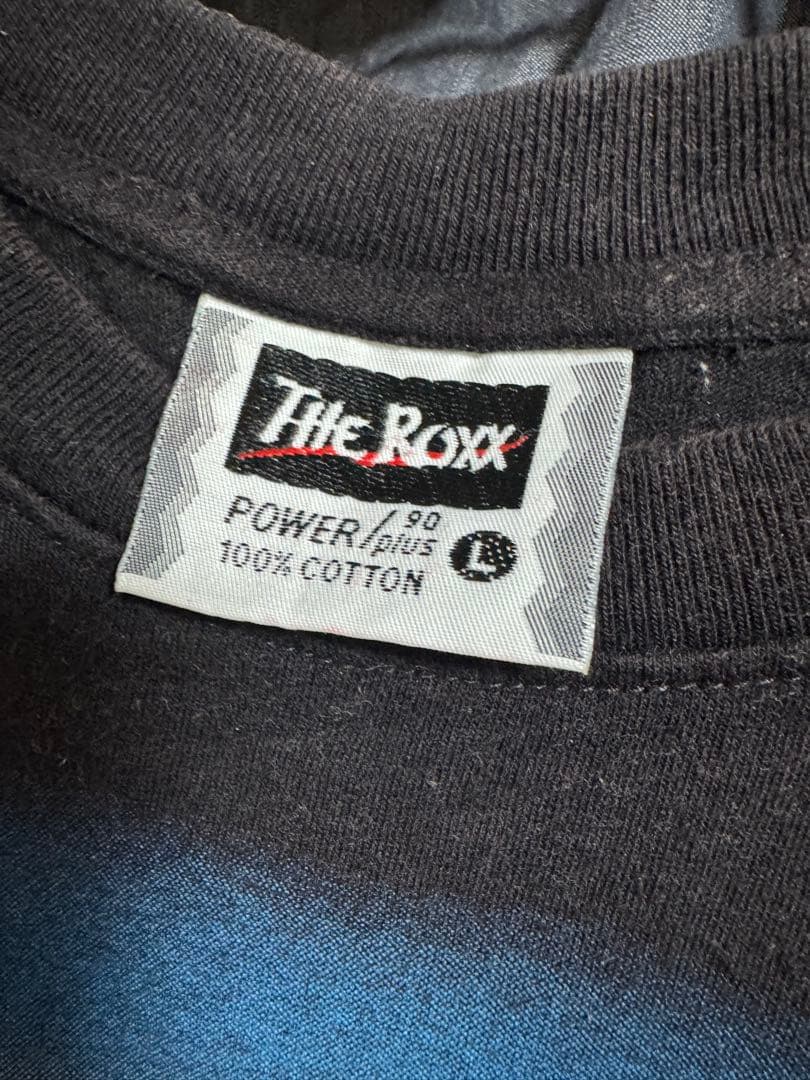 THE ROXX
POWER/90 plus
100% COTTON
L